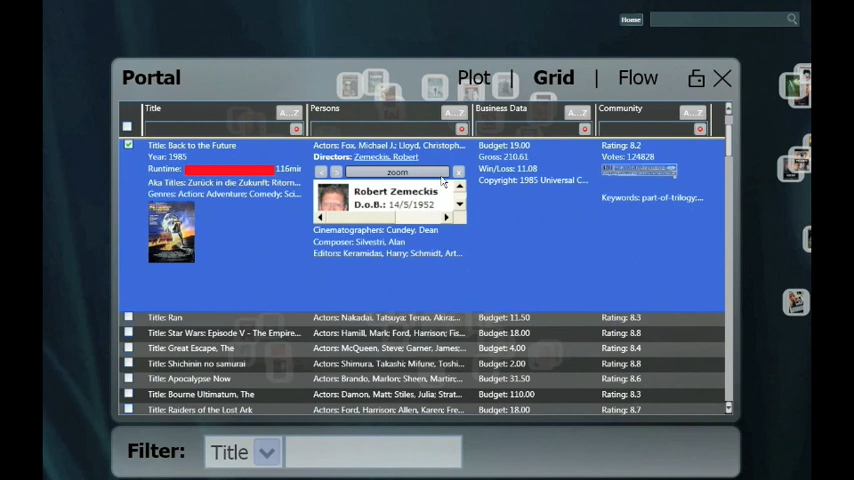 Home
Portal
Plot | Grid | Flow
Title
Persons
Business Data
Community
A...Z
A...Z
A...Z
A...Z
Title: Back to the Future
Year: 1985
Runtime: 116min
Aka Titles: Zurück in die Zukunft; Ritorn...
Genres: Action; Adventure; Comedy; Sci...
Actors: Fox, Michael J.; Lloyd, Christoph...
Directors: Zemeckis, Robert
< > zoom x
Robert Zemeckis
D.o.B.: 14/5/1952
Cinematographers: Cundey, Dean
Composer: Silvestri, Alan
Editors: Keramidas, Harry; Schmidt, Art...
Budget: 19.00
Gross: 210.61
Win/Loss: 11.08
Copyright: 1985 Universal C...
Rating: 8.2
Votes: 124828
Keywords: part-of-trilogy;...
Title: Ran Actors: Nakadai, Tatsuya; Terao, Akira;... Budget: 11.50 Rating: 8.3
Title: Star Wars: Episode V - The Empire... Actors: Hamill, Mark; Ford, Harrison; Fis... Budget: 18.00 Rating: 8.8
Title: Great Escape, The Actors: McQueen, Steve; Garner, James;... Budget: 4.00 Rating: 8.4
Title: Shichinin no samurai Actors: Shimura, Takashi; Mifune, Toshi... Budget: 2.00 Rating: 8.8
Title: Apocalypse Now Actors: Brando, Marlon; Sheen, Martin;... Budget: 31.50 Rating: 8.6
Title: Bourne Ultimatum, The Actors: Damon, Matt; Stiles, Julia; Strat... Budget: 110.00 Rating: 8.3
Title: Raiders of the Lost Ark Actors: Ford, Harrison; Allen, Karen; Fre... Budget: 18.00 Rating: 8.7
Filter: Title